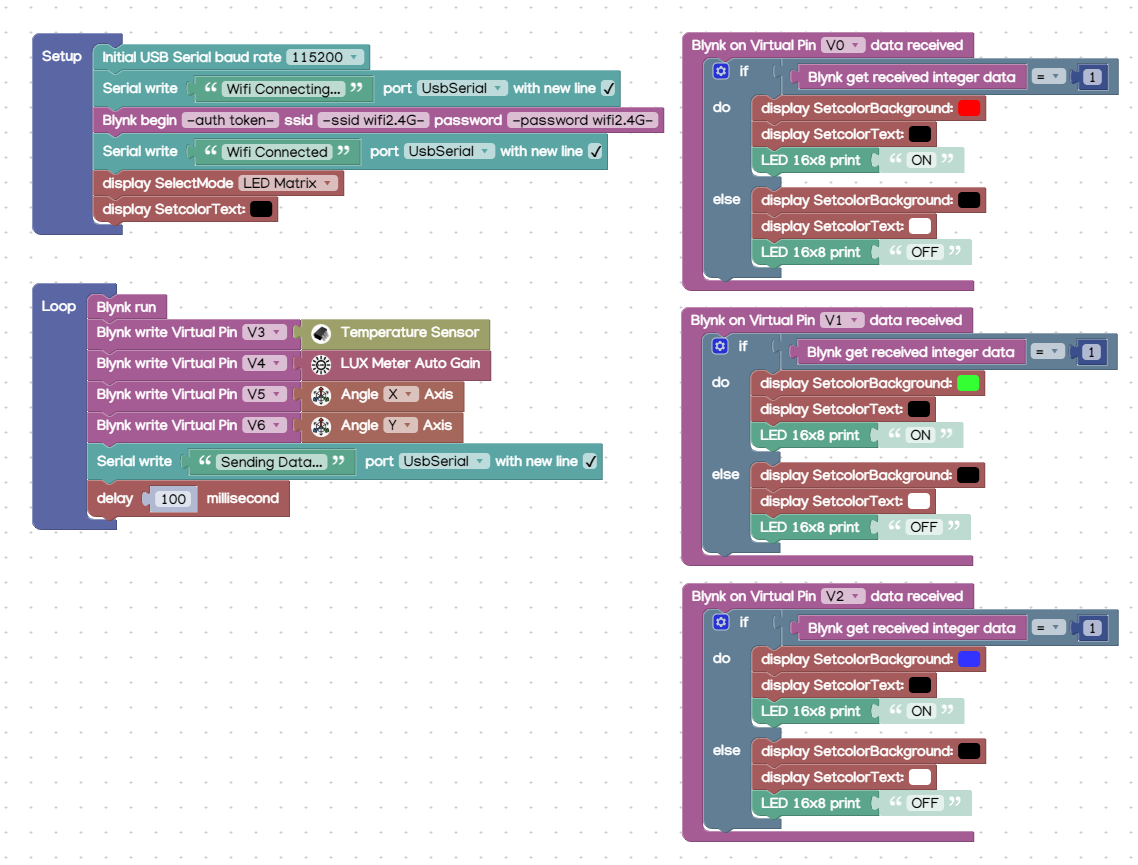 Setup
Initial USB Serial baud rate 115200
Serial write “ Wifi Connecting... ” port UsbSerial with new line
Blynk begin -auth token- ssid -ssid wifi2.4G- password -password wifi2.4G-
Serial write “ Wifi Connected ” port UsbSerial with new line
display SelectMode LED Matrix
display SetcolorText:
Loop
Blynk run
Blynk write Virtual Pin V3 Temperature Sensor
Blynk write Virtual Pin V4 LUX Meter Auto Gain
Blynk write Virtual Pin V5 Angle X Axis
Blynk write Virtual Pin V6 Angle Y Axis
Serial write “ Sending Data... ” port UsbSerial with new line
delay 100 millisecond
Blynk on Virtual Pin V0 data received
if Blynk get received integer data = 1
do display SetcolorBackground:
display SetcolorText:
LED 16x8 print “ ON ”
else display SetcolorBackground:
display SetcolorText:
LED 16x8 print “ OFF ”
Blynk on Virtual Pin V1 data received
if Blynk get received integer data = 1
do display SetcolorBackground:
display SetcolorText:
LED 16x8 print “ ON ”
else display SetcolorBackground:
display SetcolorText:
LED 16x8 print “ OFF ”
Blynk on Virtual Pin V2 data received
if Blynk get received integer data = 1
do display SetcolorBackground:
display SetcolorText:
LED 16x8 print “ ON ”
else display SetcolorBackground:
display SetcolorText:
LED 16x8 print “ OFF ”